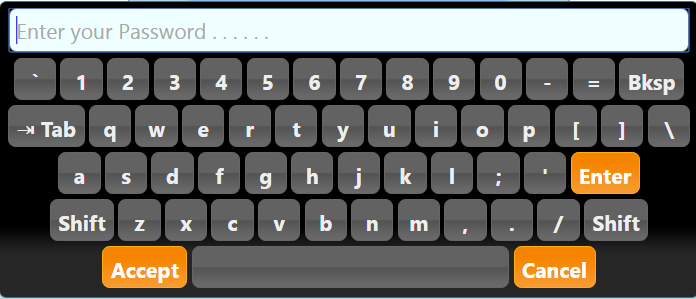 Enter your Password . . . . . .
` 1 2 3 4 5 6 7 8 9 0 - = Bksp
⇥ Tab q w e r t y u i o p [ ] \
a s d f g h j k l ; ' Enter
Shift z x c v b n m , . / Shift
Accept Cancel